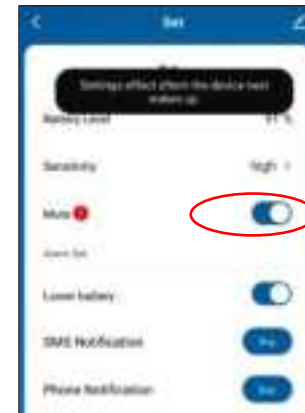 Set
Settings effect afters the device next
wakes up
Battery Level
Sensitivity high >
Mute
Alarm Set
Lower battery
SMS Notification
Phone Notification